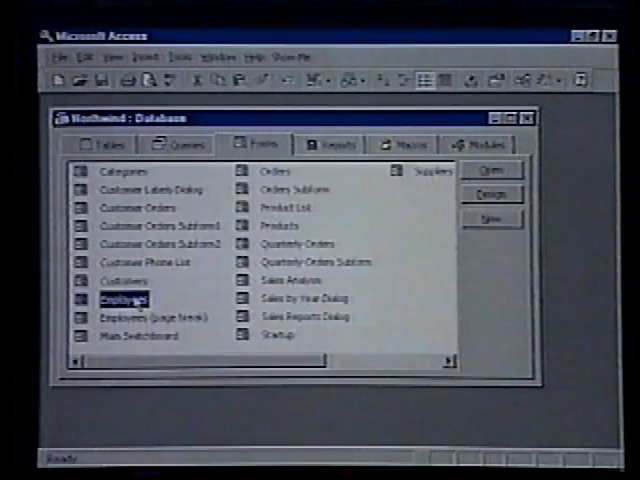 Microsoft Access
File Edit View Insert Tools Window Help Show Me
Northwind : Database
Tables Queries Forms Reports Macros Modules
Categories Orders Suppliers Open
Customer Labels Dialog Orders Subform Design
Customer Orders Product List New
Customer Orders Subform1 Products
Customer Orders Subform2 Quarterly Orders
Customer Phone List Quarterly Orders Subform
Customers Sales Analysis
Employees Sales by Year Dialog
Employees (page break) Sales Reports Dialog
Main Switchboard Startup
Ready